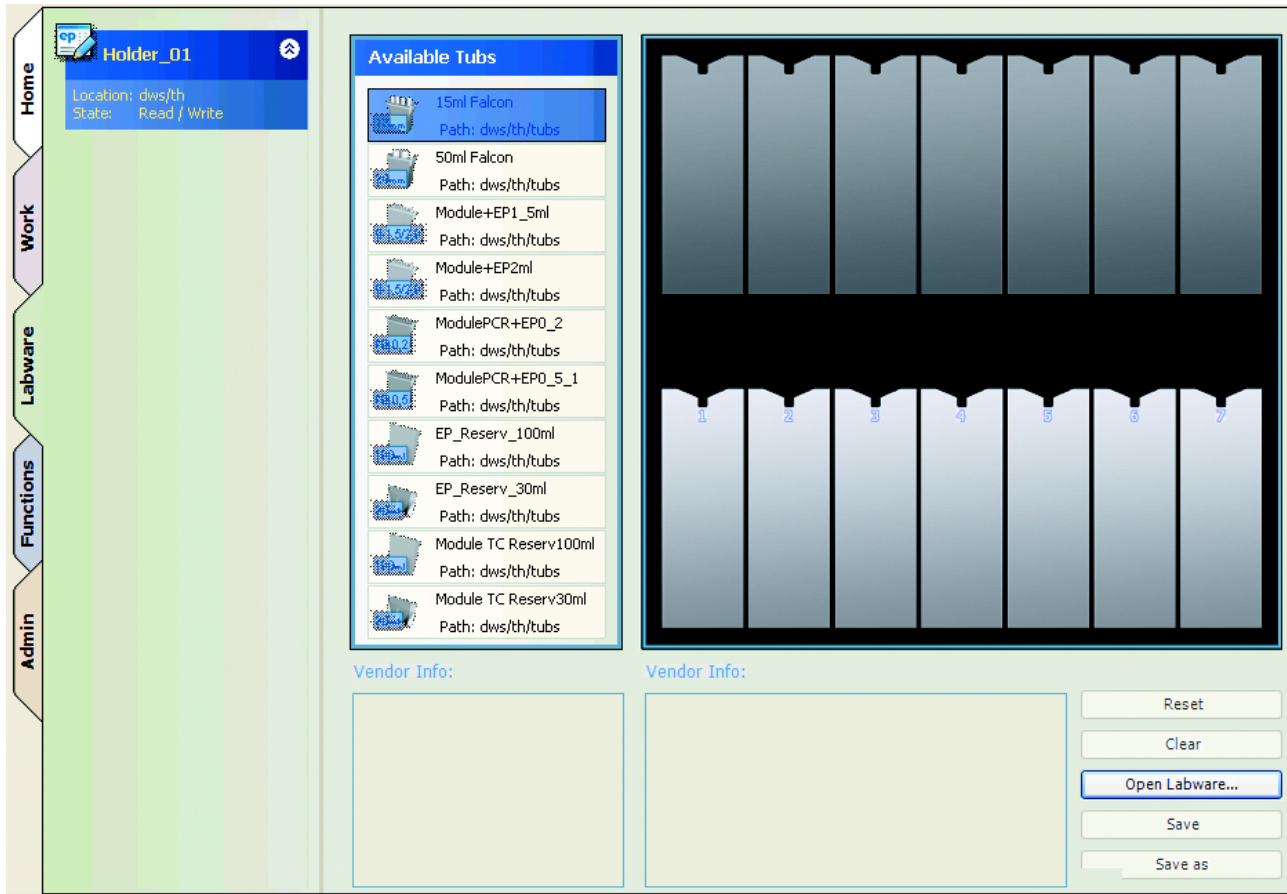 Home
Work
Labware
Functions
Admin
ep
Holder_01
Location: dws/th
State: Read / Write
Available Tubs
15ml Falcon
Path: dws/th/tubs
50ml Falcon
Path: dws/th/tubs
Module+EP1_5ml
Path: dws/th/tubs
Module+EP2ml
Path: dws/th/tubs
ModulePCR+EP0_2
Path: dws/th/tubs
ModulePCR+EP0_5_1
Path: dws/th/tubs
EP_Reserv_100ml
Path: dws/th/tubs
EP_Reserv_30ml
Path: dws/th/tubs
Module TC Reserv100ml
Path: dws/th/tubs
Module TC Reserv30ml
Path: dws/th/tubs
1 2 3 4 5 6 7
Vendor Info:
Vendor Info:
Reset
Clear
Open Labware...
Save
Save as